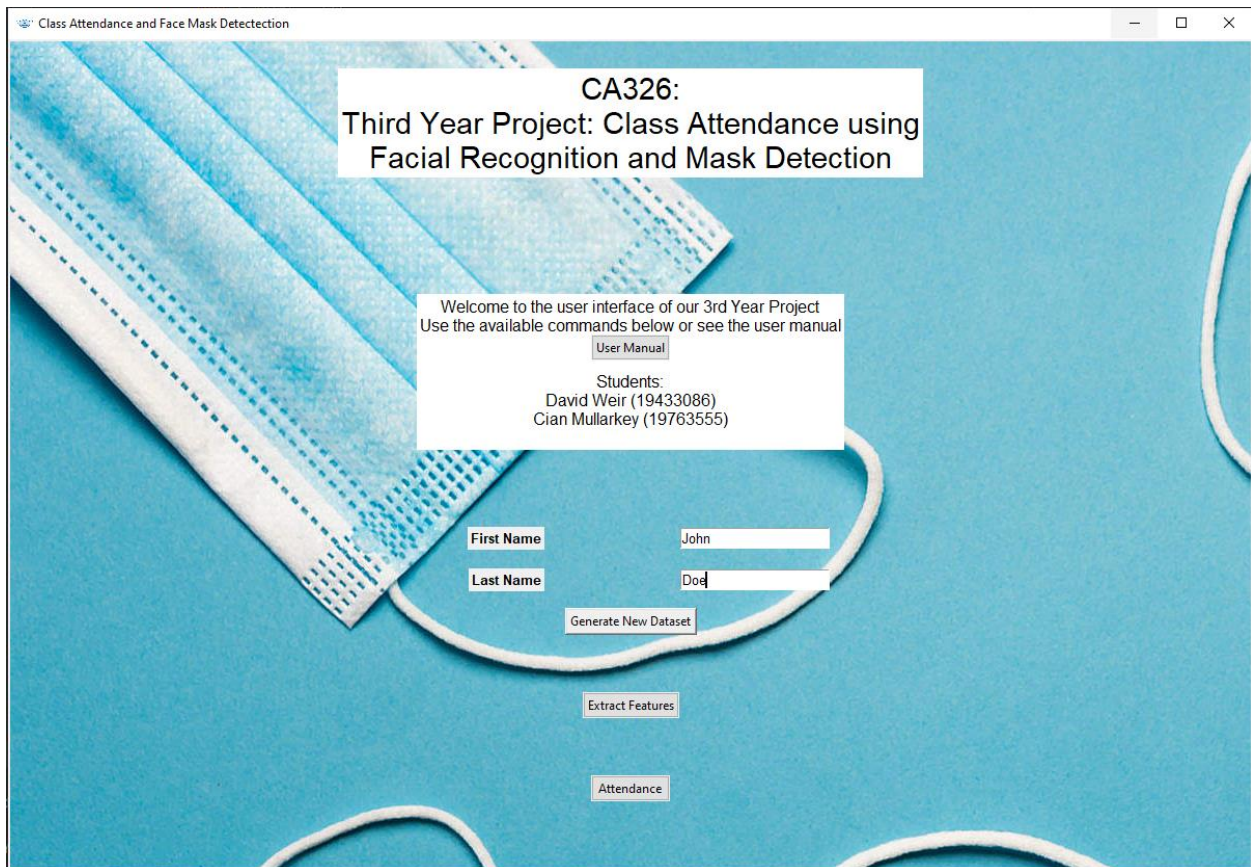 Class Attendance and Face Mask Detectection
CA326:
Third Year Project: Class Attendance using
Facial Recognition and Mask Detection
Welcome to the user interface of our 3rd Year Project
Use the available commands below or see the user manual
User Manual
Students:
David Weir (19433086)
Cian Mullarkey (19763555)
First Name John
Last Name Doe
Generate New Dataset
Extract Features
Attendance